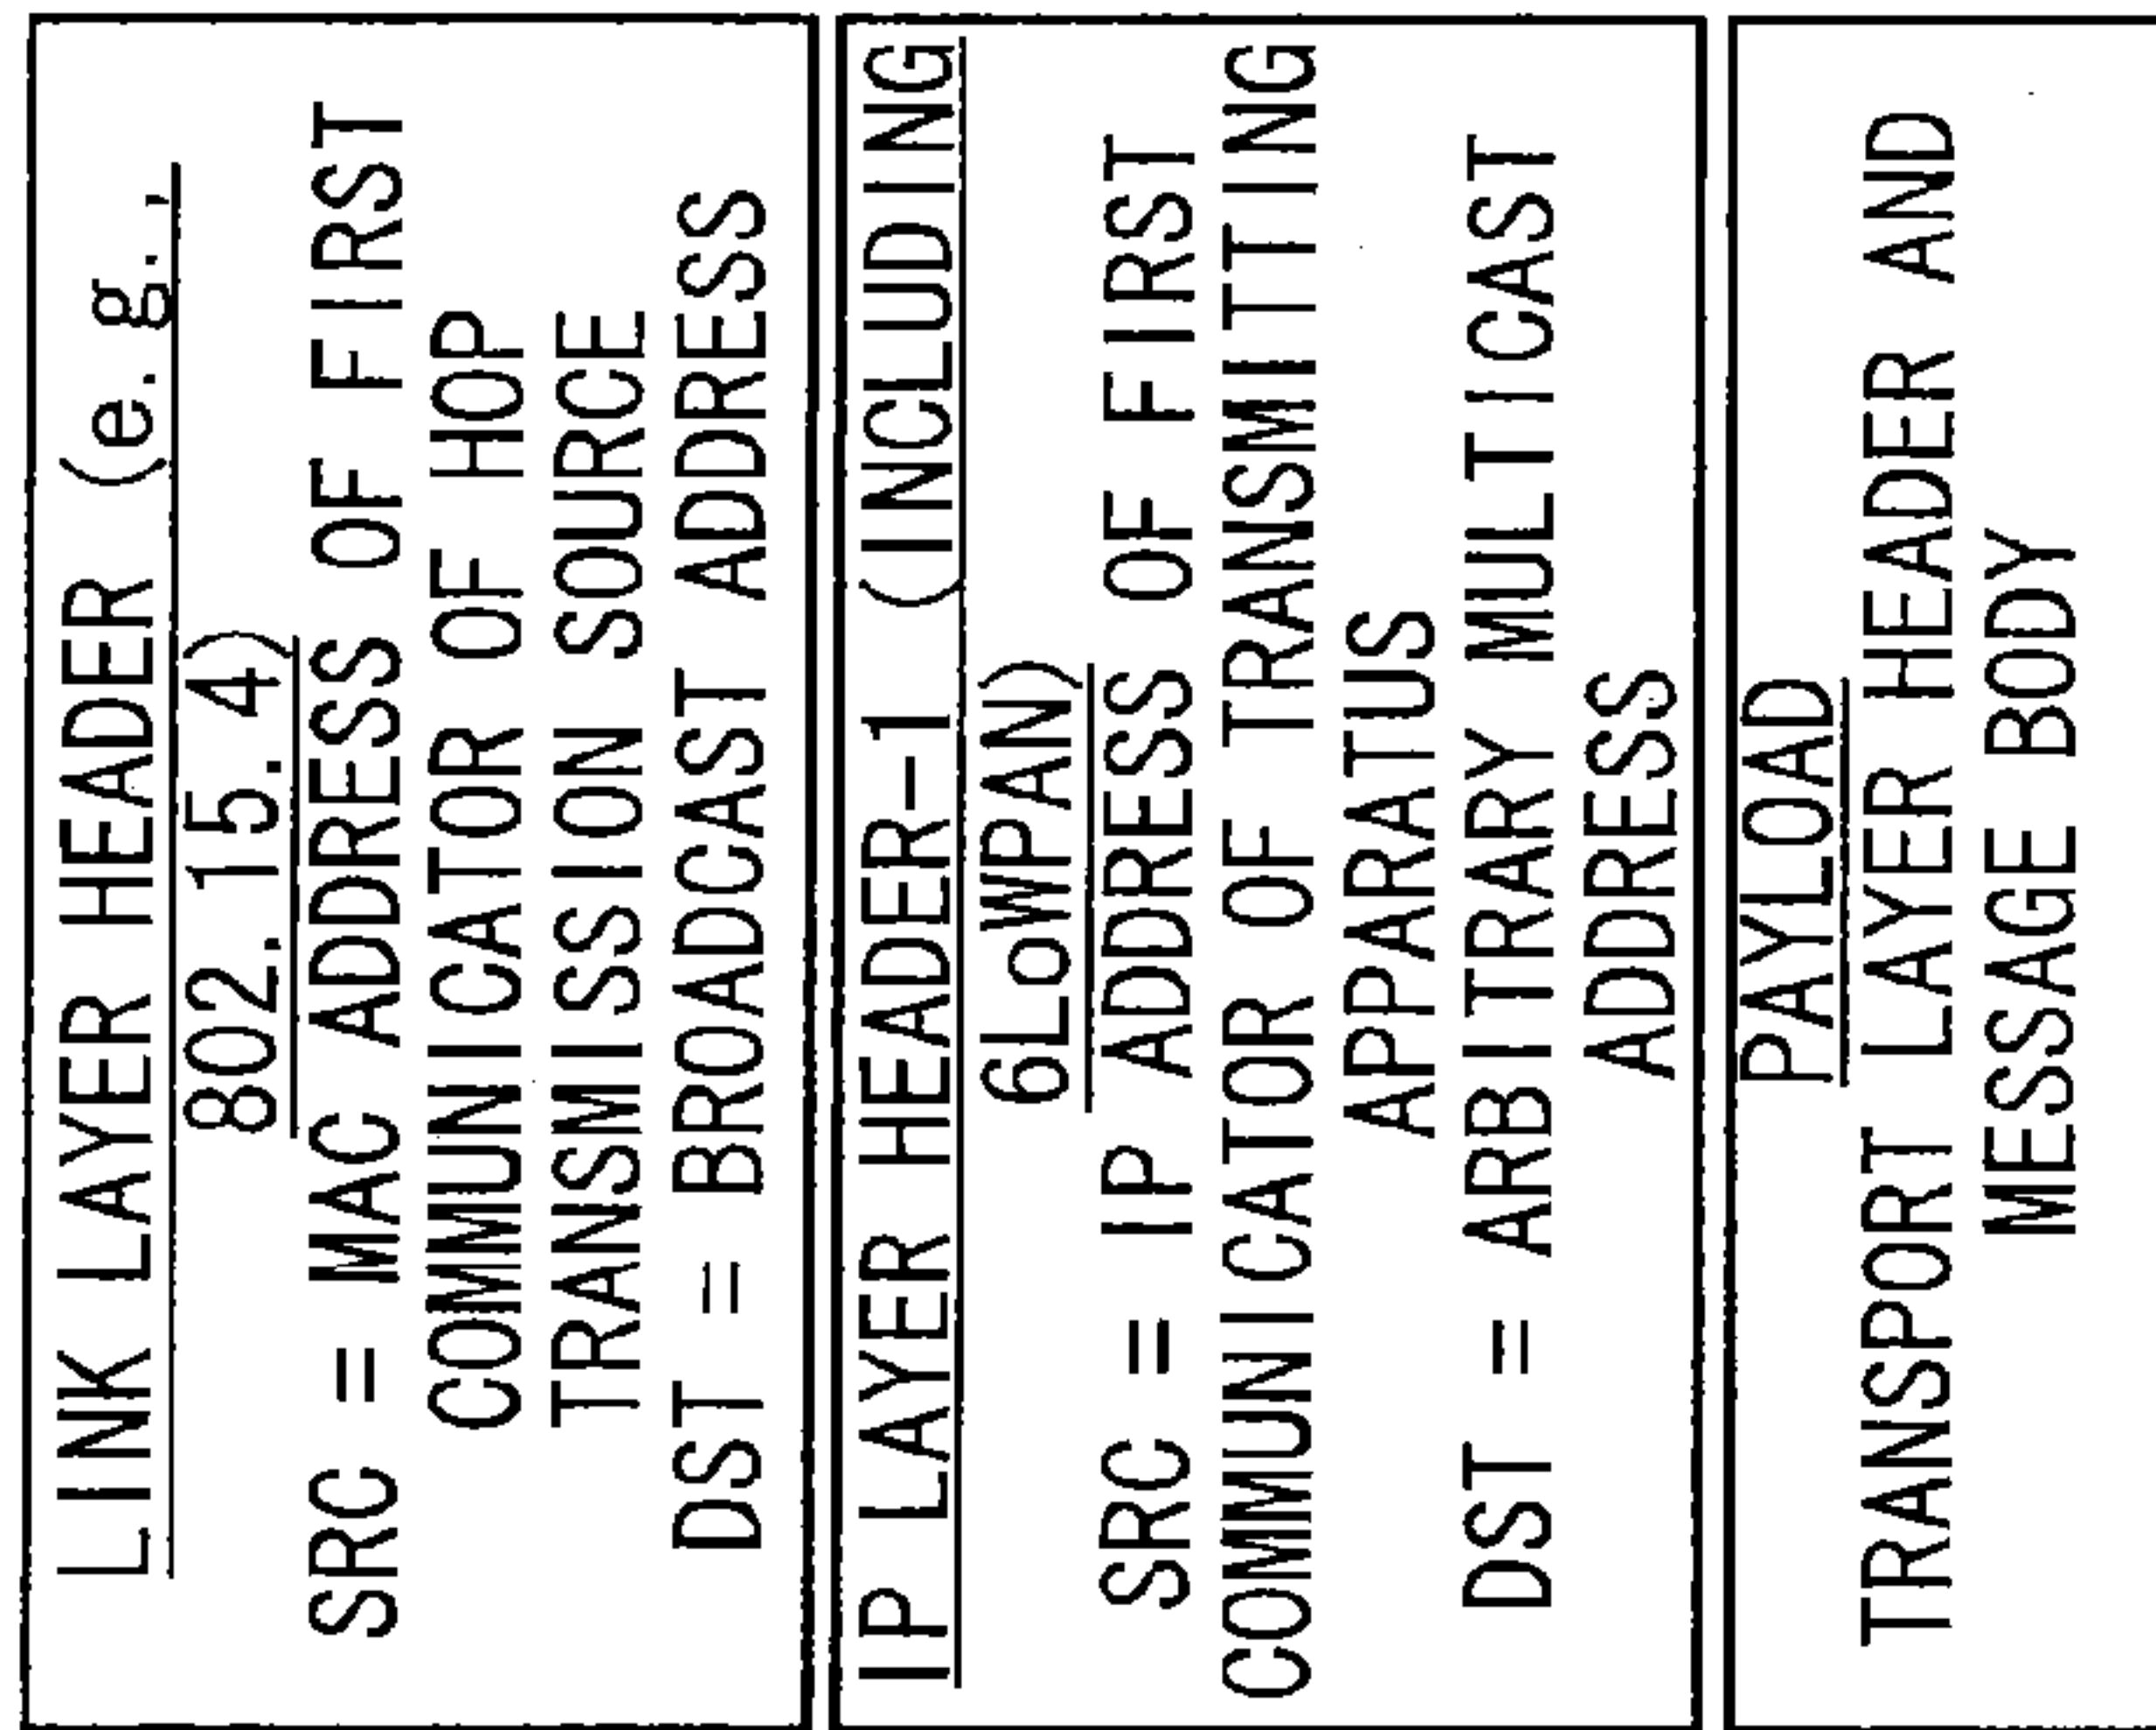 LINK LAYER HEADER (e.g.,
802.15.4)
SRC = MAC ADDRESS OF FIRST
COMMUNICATOR OF HOP
TRANSMISSION SOURCE
DST = BROADCAST ADDRESS
IP LAYER HEADER-1 (INCLUDING
6LoWPAN)
SRC = IP ADDRESS OF FIRST
COMMUNICATOR OF TRANSMITTING
APPARATUS
DST = ARBITRARY MULTICAST
ADDRESS
PAYLOAD
TRANSPORT LAYER HEADER AND
MESSAGE BODY